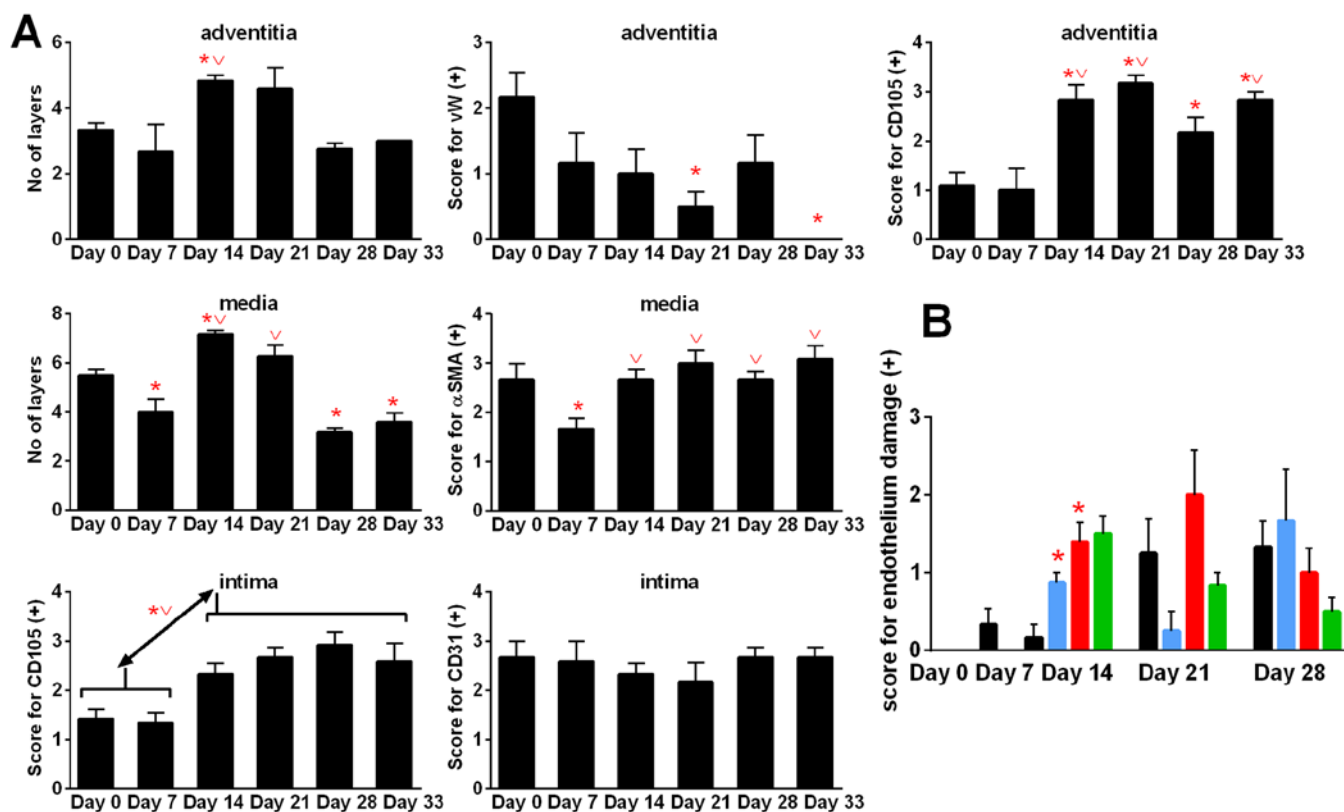 A
adventitia
No of layers
6
4
2
0
*v
Day 0 Day 7 Day 14 Day 21 Day 28 Day 33
adventitia
Score for vW (+)
3
2
1
0
*
*
Day 0 Day 7 Day 14 Day 21 Day 28 Day 33
adventitia
Score for CD105 (+)
4
3
2
1
0
*v
*v
*
*v
Day 0 Day 7 Day 14 Day 21 Day 28 Day 33
media
No of layers
8
6
4
2
0
*
*v
v
*
*
Day 0 Day 7 Day 14 Day 21 Day 28 Day 33
media
Score for αSMA (+)
4
3
2
1
0
*
v
v
v
v
Day 0 Day 7 Day 14 Day 21 Day 28 Day 33
B
score for endothelium damage (+)
3
2
1
0
*
*
Day 0 Day 7 Day 14 Day 21 Day 28
intima
Score for CD105 (+)
4
3
2
1
0
*v
Day 0 Day 7 Day 14 Day 21 Day 28 Day 33
intima
Score for CD31 (+)
4
3
2
1
0
Day 0 Day 7 Day 14 Day 21 Day 28 Day 33